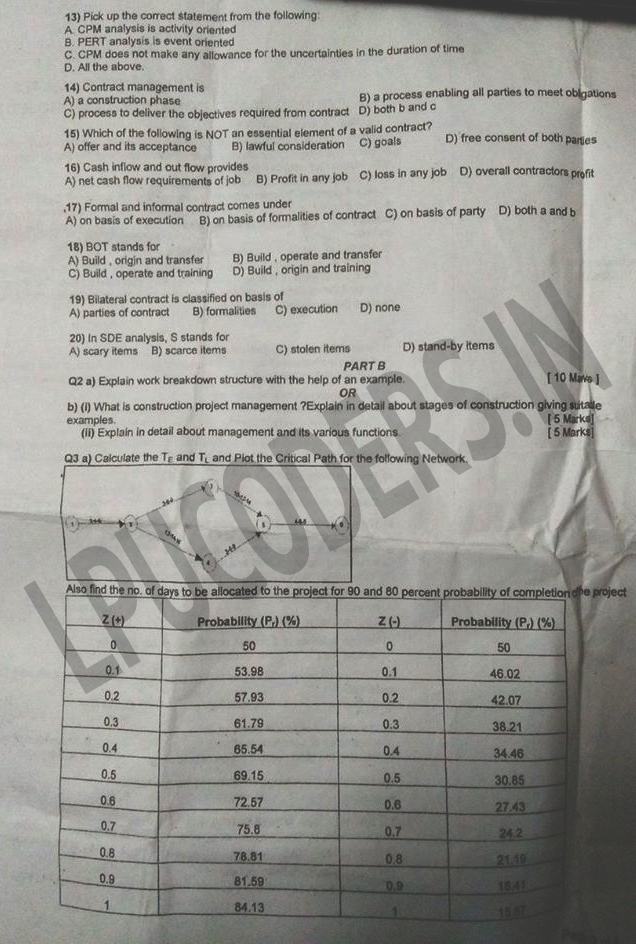 13) Pick up the correct statement from the following:
A. CPM analysis is activity oriented
B. PERT analysis is event oriented
C. CPM does not make any allowance for the uncertainties in the duration of time
D. All the above.
14) Contract management is
A) a construction phase B) a process enabling all parties to meet obligations
C) process to deliver the objectives required from contract D) both b and c
15) Which of the following is NOT an essential element of a valid contract?
A) offer and its acceptance B) lawful consideration C) goals D) free consent of both parties
16) Cash inflow and out flow provides
A) net cash flow requirements of job B) Profit in any job C) loss in any job D) overall contractors profit
17) Formal and informal contract comes under
A) on basis of execution B) on basis of formalities of contract C) on basis of party D) both a and b
18) BOT stands for
A) Build , origin and transfer B) Build , operate and transfer
C) Build , operate and training D) Build , origin and training
19) Bilateral contract is classified on basis of
A) parties of contract B) formalities C) execution D) none
20) In SDE analysis, S stands for
A) scary items B) scarce items C) stolen items D) stand-by items
PART B
Q2 a) Explain work breakdown structure with the help of an example. [ 10 ]
OR
b) (i) What is construction project management ?Explain in detail about stages of construction giving suitable
examples. [ 5 Marks]
(ii) Explain in detail about management and its various functions. [ 5 Marks]
Q3 a) Calculate the TE and TL and Plot the Critical Path for the following Network.
1 5 6
4
Also find the no. of days to be allocated to the project for 90 and 80 percent probability of completion project
Z (+) Probability (Pr) (%) Z (-) Probability (Pr) (%)
0 50 0 50
0.1 53.98 0.1 46.02
0.2 57.93 0.2 42.07
0.3 61.79 0.3 38.21
0.4 65.54 0.4 34.46
0.5 69.15 0.5 30.85
0.6 72.57 0.6 27.43
0.7 75.8 0.7 24.2
0.8 78.81 0.8 21.19
0.9 81.59 0.9 18.41
1 84.13 1 15.87
LPUCODERS.IN